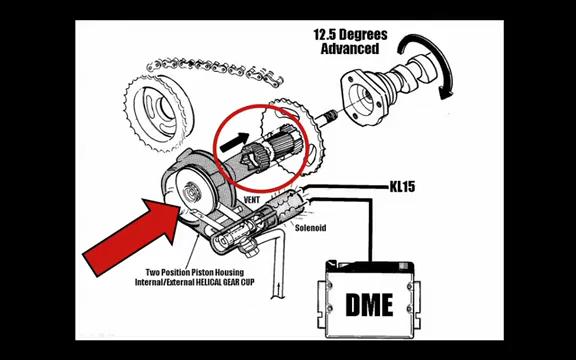 12.5 Degrees
Advanced
KL15
VENT
Solenoid
Two Position Piston Housing
Internal/External HELICAL GEAR CUP
DME